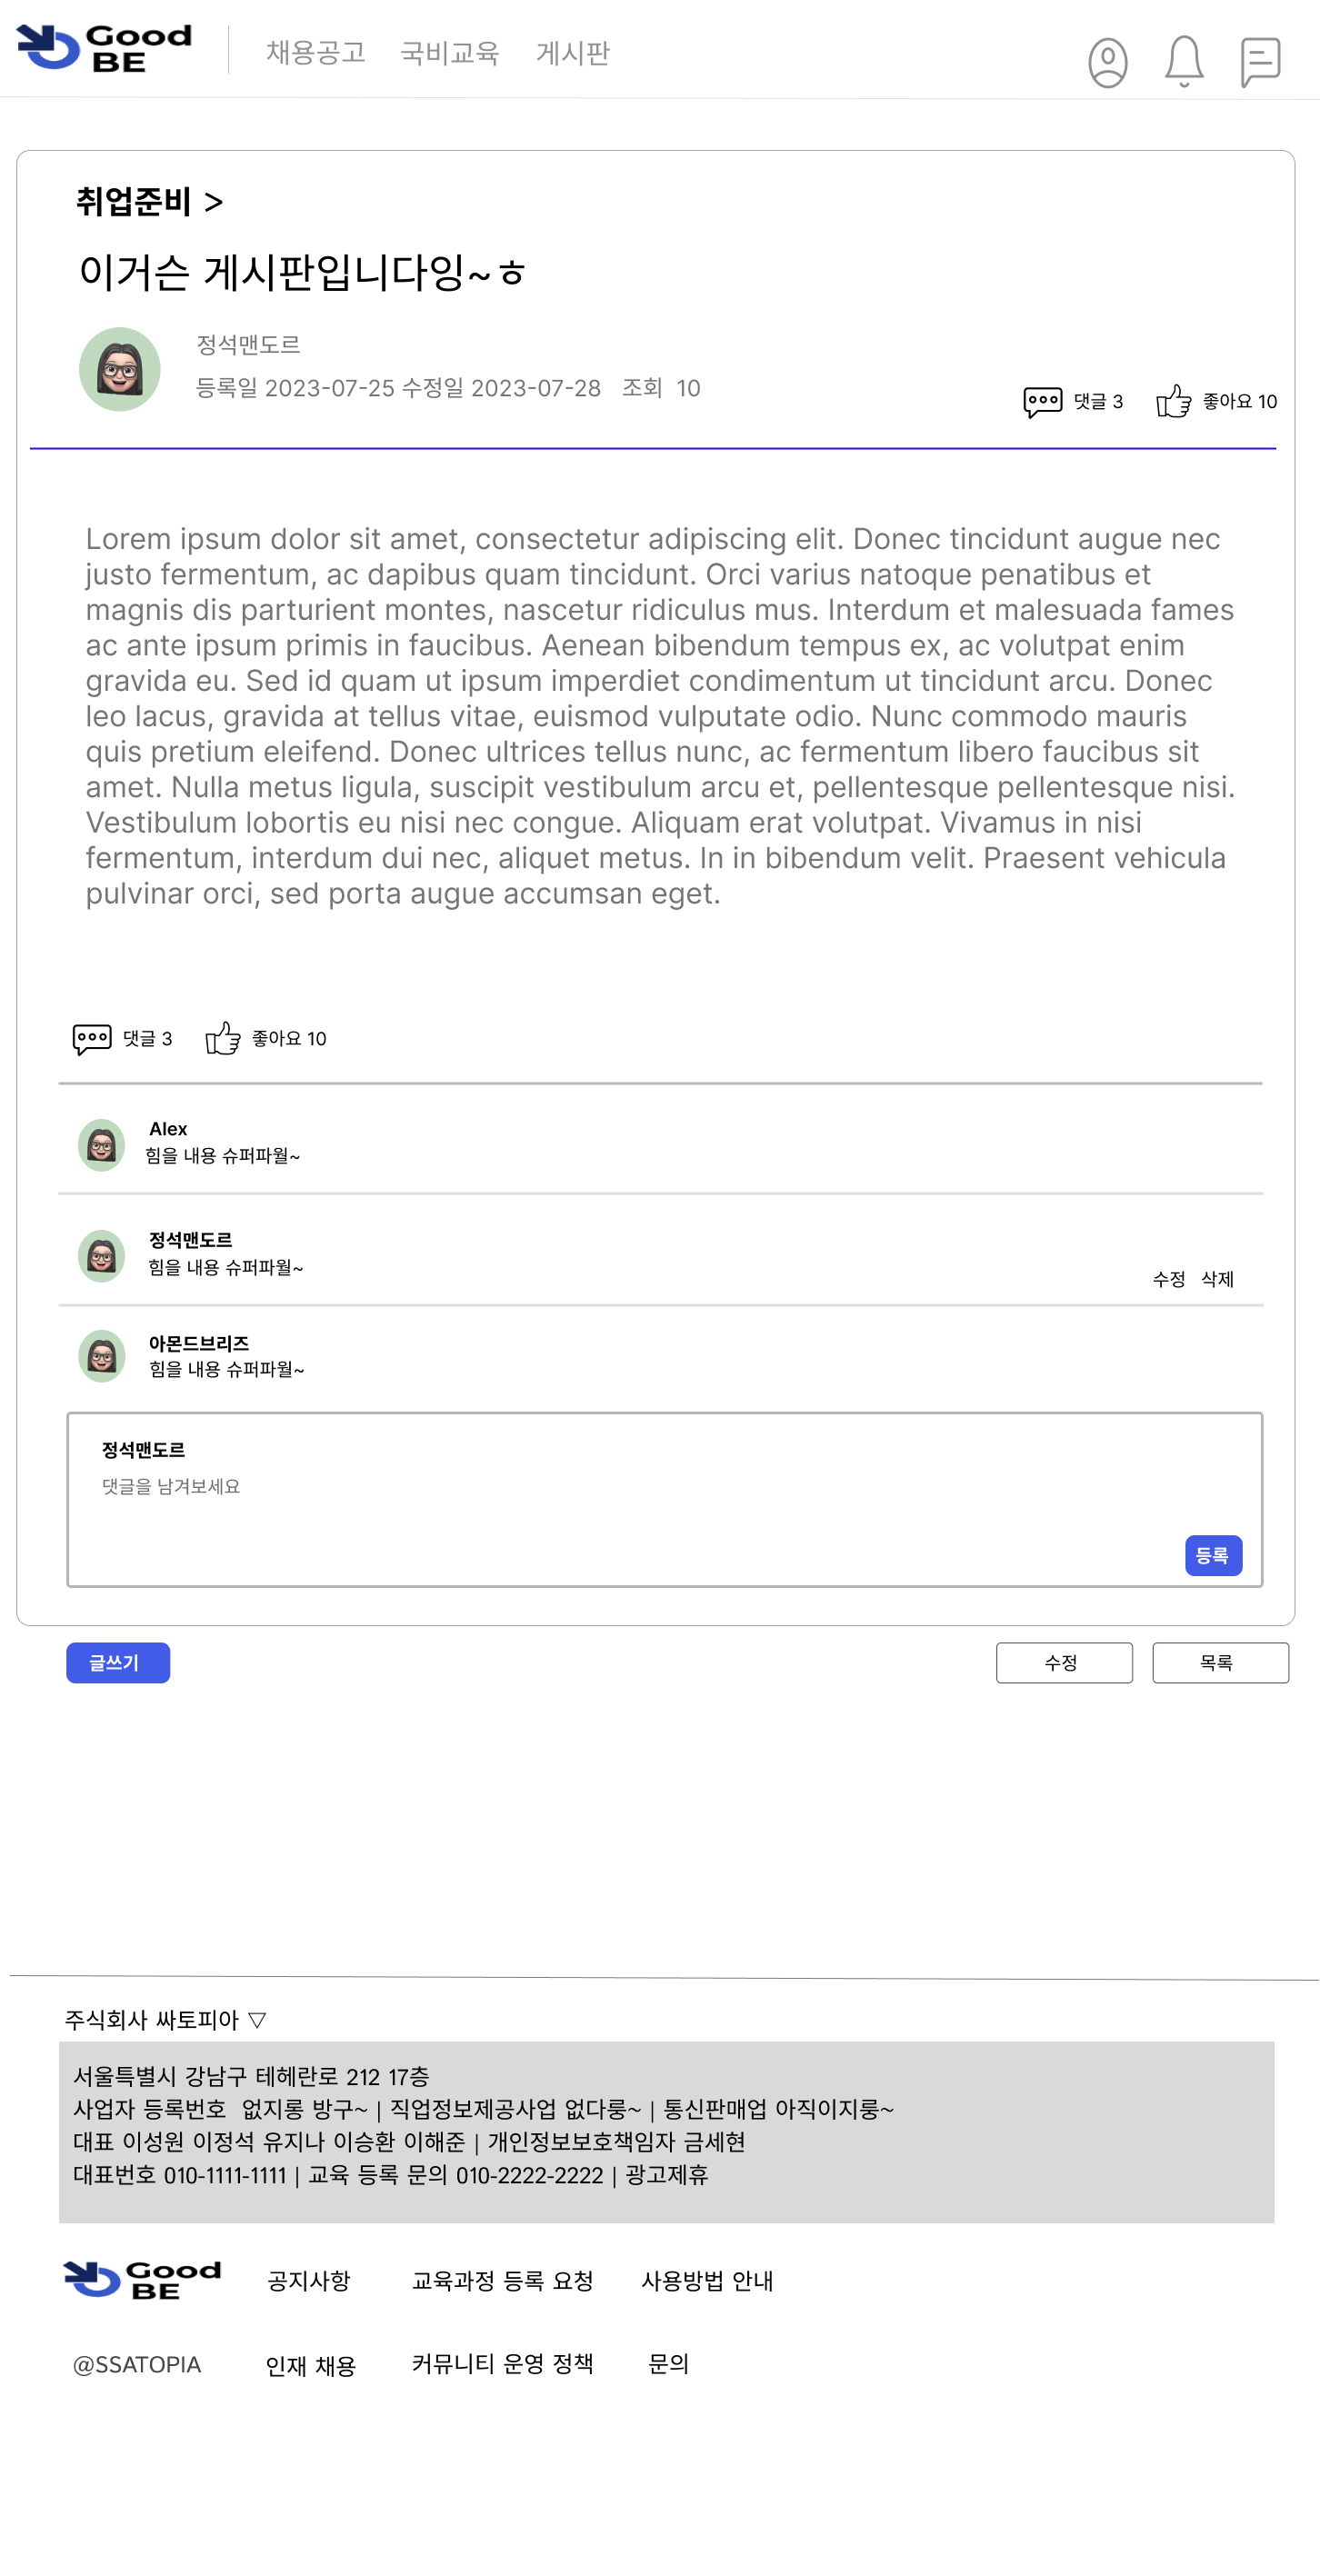 Good
BE
채용공고 국비교육 게시판
취업준비 >
이거슨 게시판입니다잉~ㅎ
정석맨도르
등록일 2023-07-25 수정일 2023-07-28 조회 10
댓글 3 좋아요 10
Lorem ipsum dolor sit amet, consectetur adipiscing elit. Donec tincidunt augue nec
justo fermentum, ac dapibus quam tincidunt. Orci varius natoque penatibus et
magnis dis parturient montes, nascetur ridiculus mus. Interdum et malesuada fames
ac ante ipsum primis in faucibus. Aenean bibendum tempus ex, ac volutpat enim
gravida eu. Sed id quam ut ipsum imperdiet condimentum ut tincidunt arcu. Donec
leo lacus, gravida at tellus vitae, euismod vulputate odio. Nunc commodo mauris
quis pretium eleifend. Donec ultrices tellus nunc, ac fermentum libero faucibus sit
amet. Nulla metus ligula, suscipit vestibulum arcu et, pellentesque pellentesque nisi.
Vestibulum lobortis eu nisi nec congue. Aliquam erat volutpat. Vivamus in nisi
fermentum, interdum dui nec, aliquet metus. In in bibendum velit. Praesent vehicula
pulvinar orci, sed porta augue accumsan eget.
댓글 3 좋아요 10
Alex
힘을 내용 슈퍼파월~
정석맨도르
힘을 내용 슈퍼파월~
수정 삭제
아몬드브리즈
힘을 내용 슈퍼파월~
정석맨도르
댓글을 남겨보세요
등록
글쓰기 수정 목록
주식회사 싸토피아 ▽
서울특별시 강남구 테헤란로 212 17층
사업자 등록번호 없지롱 방구~ | 직업정보제공사업 없다룽~ | 통신판매업 아직이지룽~
대표 이성원 이정석 유지나 이승환 이해준 | 개인정보보호책임자 금세현
대표번호 010-1111-1111 | 교육 등록 문의 010-2222-2222 | 광고제휴
Good
BE
공지사항 교육과정 등록 요청 사용방법 안내
@SSATOPIA 인재 채용 커뮤니티 운영 정책 문의